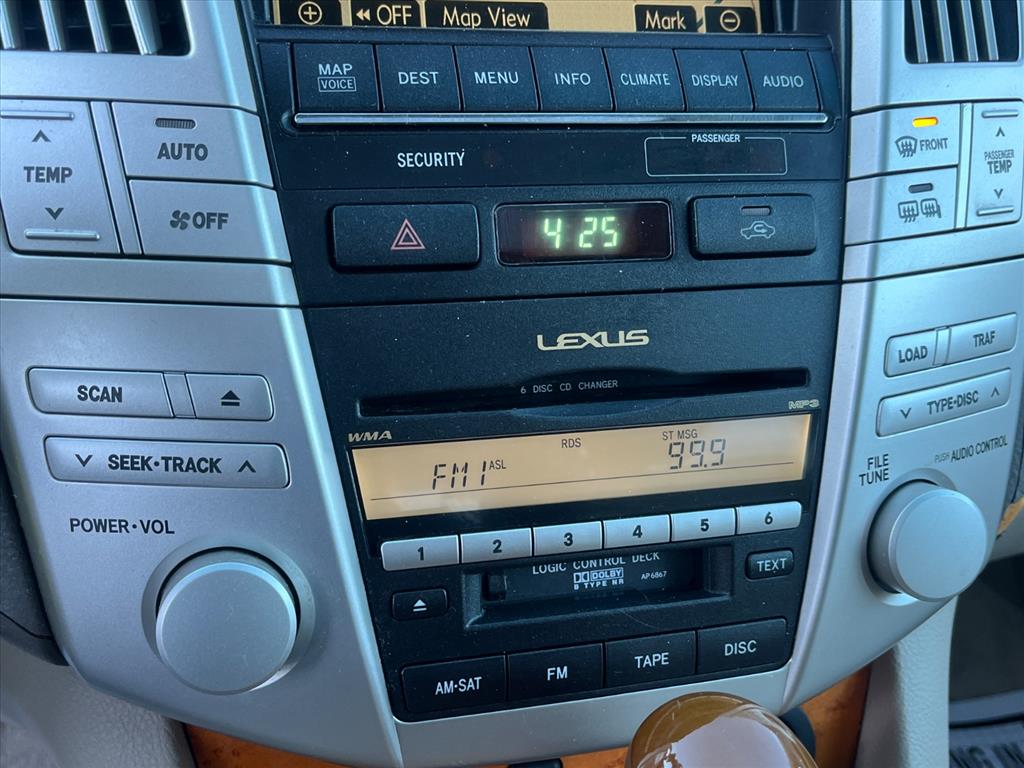 OFF
Map View
Mark
MAP
VOICE
DEST
MENU
INFO
CLIMATE
DISPLAY
AUDIO
TEMP
AUTO
OFF
SECURITY
PASSENGER
FRONT
PASSENGER
TEMP
4 25
LEXUS
6 DISC CD CHANGER
LOAD
TRAF
TYPE•DISC
SCAN
SEEK•TRACK
WMA
MP3
RDS
ST MSG
FM1 ASL
99.9
FILE
TUNE
PUSH AUDIO CONTROL
POWER•VOL
1 2 3 4 5 6
LOGIC CONTROL DECK
DOLBY
B TYPE NR
AP6867
TEXT
AM•SAT
FM
TAPE
DISC